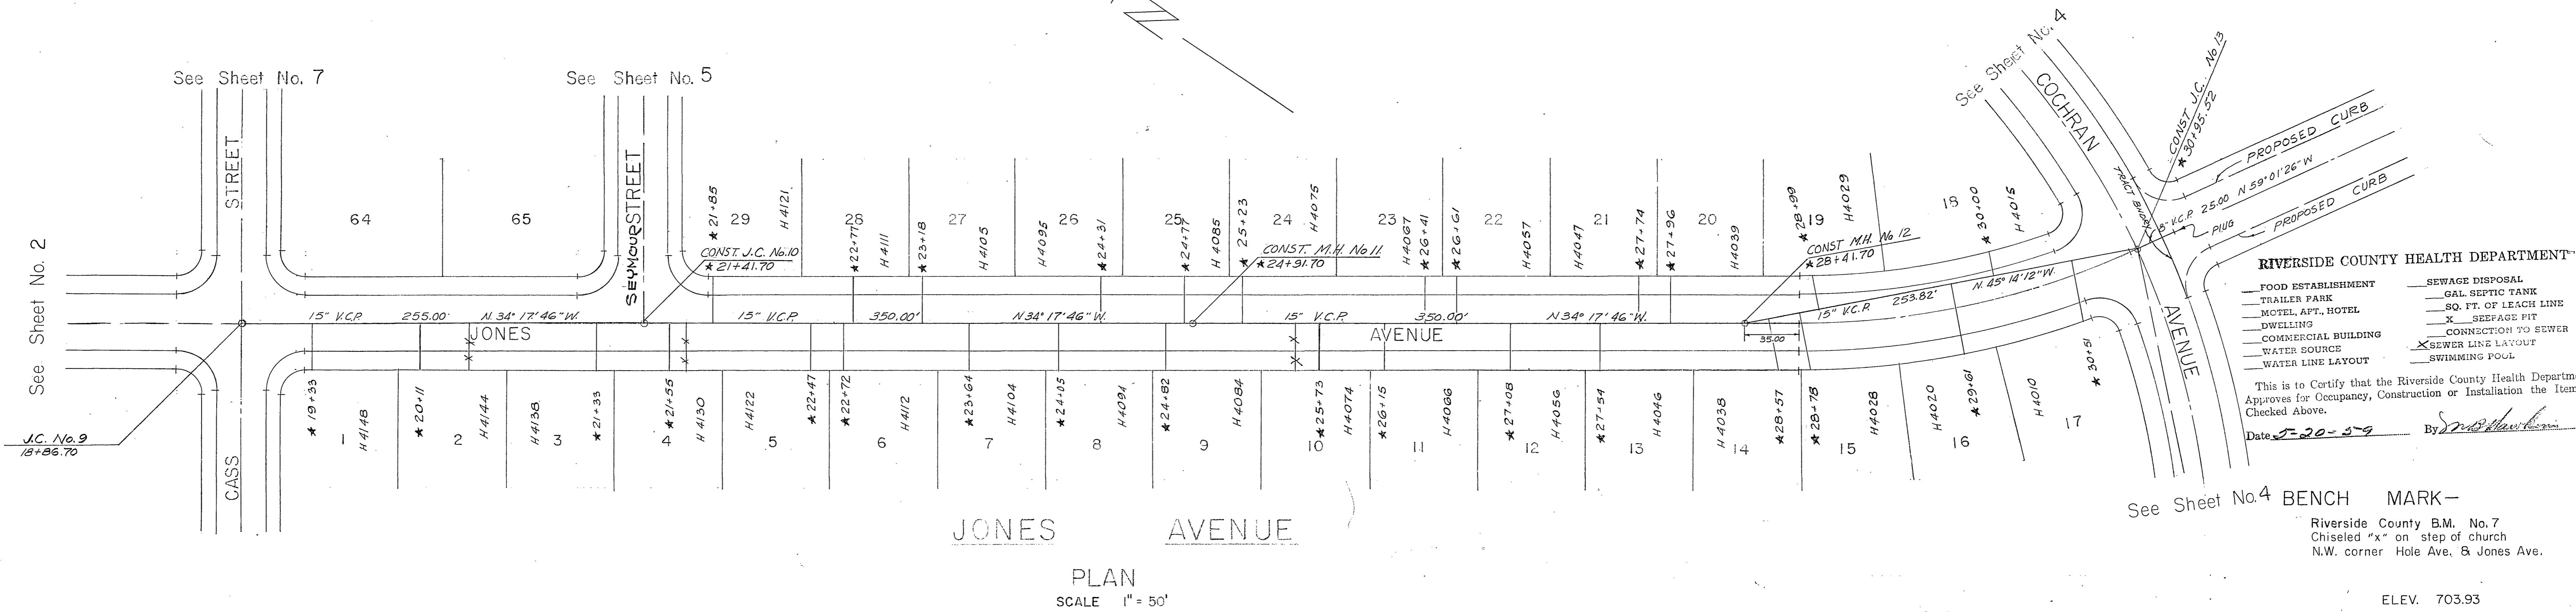 See Sheet No. 7
See Sheet No. 5
See Sheet No. 4
See Sheet No. 2
STREET
CASS
SEYMOUR STREET
COCHRAN
AVENUE
TRACT BNDRY.
64
65
29
28
27
26
25
24
23
22
21
20
19
18
★21+85
H4121
★22+77
H4111
★23+18
H4105
H4095
★24+31
★24+77
H4085
★25+23
H4075
H4067
★26+41
★26+61
H4057
H4047
★27+74
★27+96
H4039
★28+99
H4029
★30+00
H4015
CONST. J.C. No.10
★21+41.70
CONST. M.H. No 11
★24+91.70
CONST M.H. No 12
★28+41.70
CONST J.C. No 13
★30+95.52
PROPOSED CURB
8" V.C.P. 25.00 N 59°01'26"W
PLUG
PROPOSED CURB
15" V.C.P. 255.00' N.34°17'46"W.
15" V.C.P. 350.00' N34°17'46"W.
15" V.C.P. 350.00' N34°17'46"W.
15" V.C.P. 253.82' N.45°14'12"W.
35.00
JONES
AVENUE
J.C. No.9
18+86.70
★19+33
H4148
★20+11
H4144
H4138
★21+33
★21+55
H4130
H4122
★22+47
★22+72
H4112
★23+64
H4104
★24+05
H4094
★24+82
H4084
★25+73
H4074
★26+15
H4066
★27+08
H4056
★27+54
H4046
H4038
★28+57
★28+78
H4028
H4020
★29+61
H4010
★30+51
1
2
3
4
5
6
7
8
9
10
11
12
13
14
15
16
17
RIVERSIDE COUNTY HEALTH DEPARTMENT
FOOD ESTABLISHMENT
TRAILER PARK
MOTEL, APT., HOTEL
DWELLING
COMMERCIAL BUILDING
WATER SOURCE
WATER LINE LAYOUT
SEWAGE DISPOSAL
GAL. SEPTIC TANK
SQ. FT. OF LEACH LINE
X SEEPAGE PIT
CONNECTION TO SEWER
X SEWER LINE LAYOUT
SWIMMING POOL
This is to Certify that the Riverside County Health Departme
Approves for Occupancy, Construction or Installation the Item
Checked Above.
Date 5-20-59 By
See Sheet No. 4
BENCH MARK—
Riverside County B.M. No. 7
Chiseled "x" on step of church
N.W. corner Hole Ave. & Jones Ave.
ELEV. 703.93
JONES AVENUE
PLAN
SCALE 1" = 50'